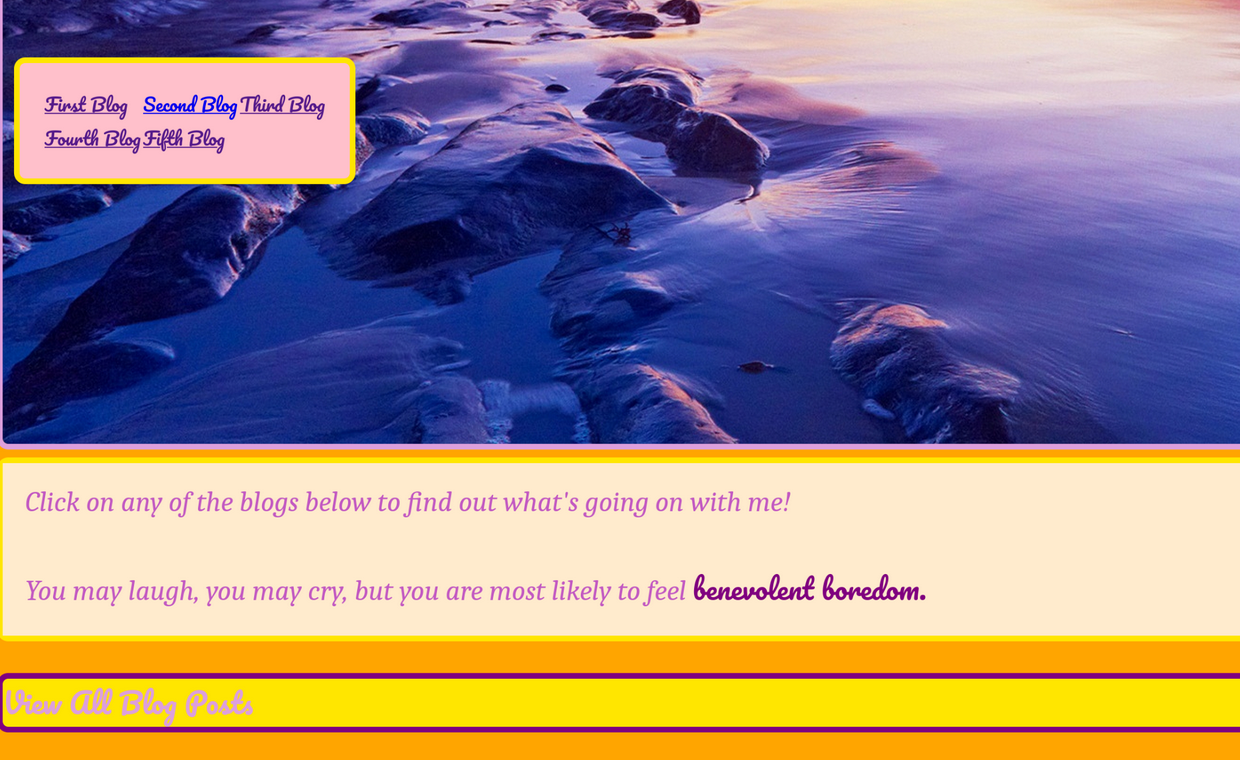 First Blog Second Blog Third Blog
Fourth Blog Fifth Blog
Click on any of the blogs below to find out what's going on with me!
You may laugh, you may cry, but you are most likely to feel benevolent boredom.
View All Blog Posts